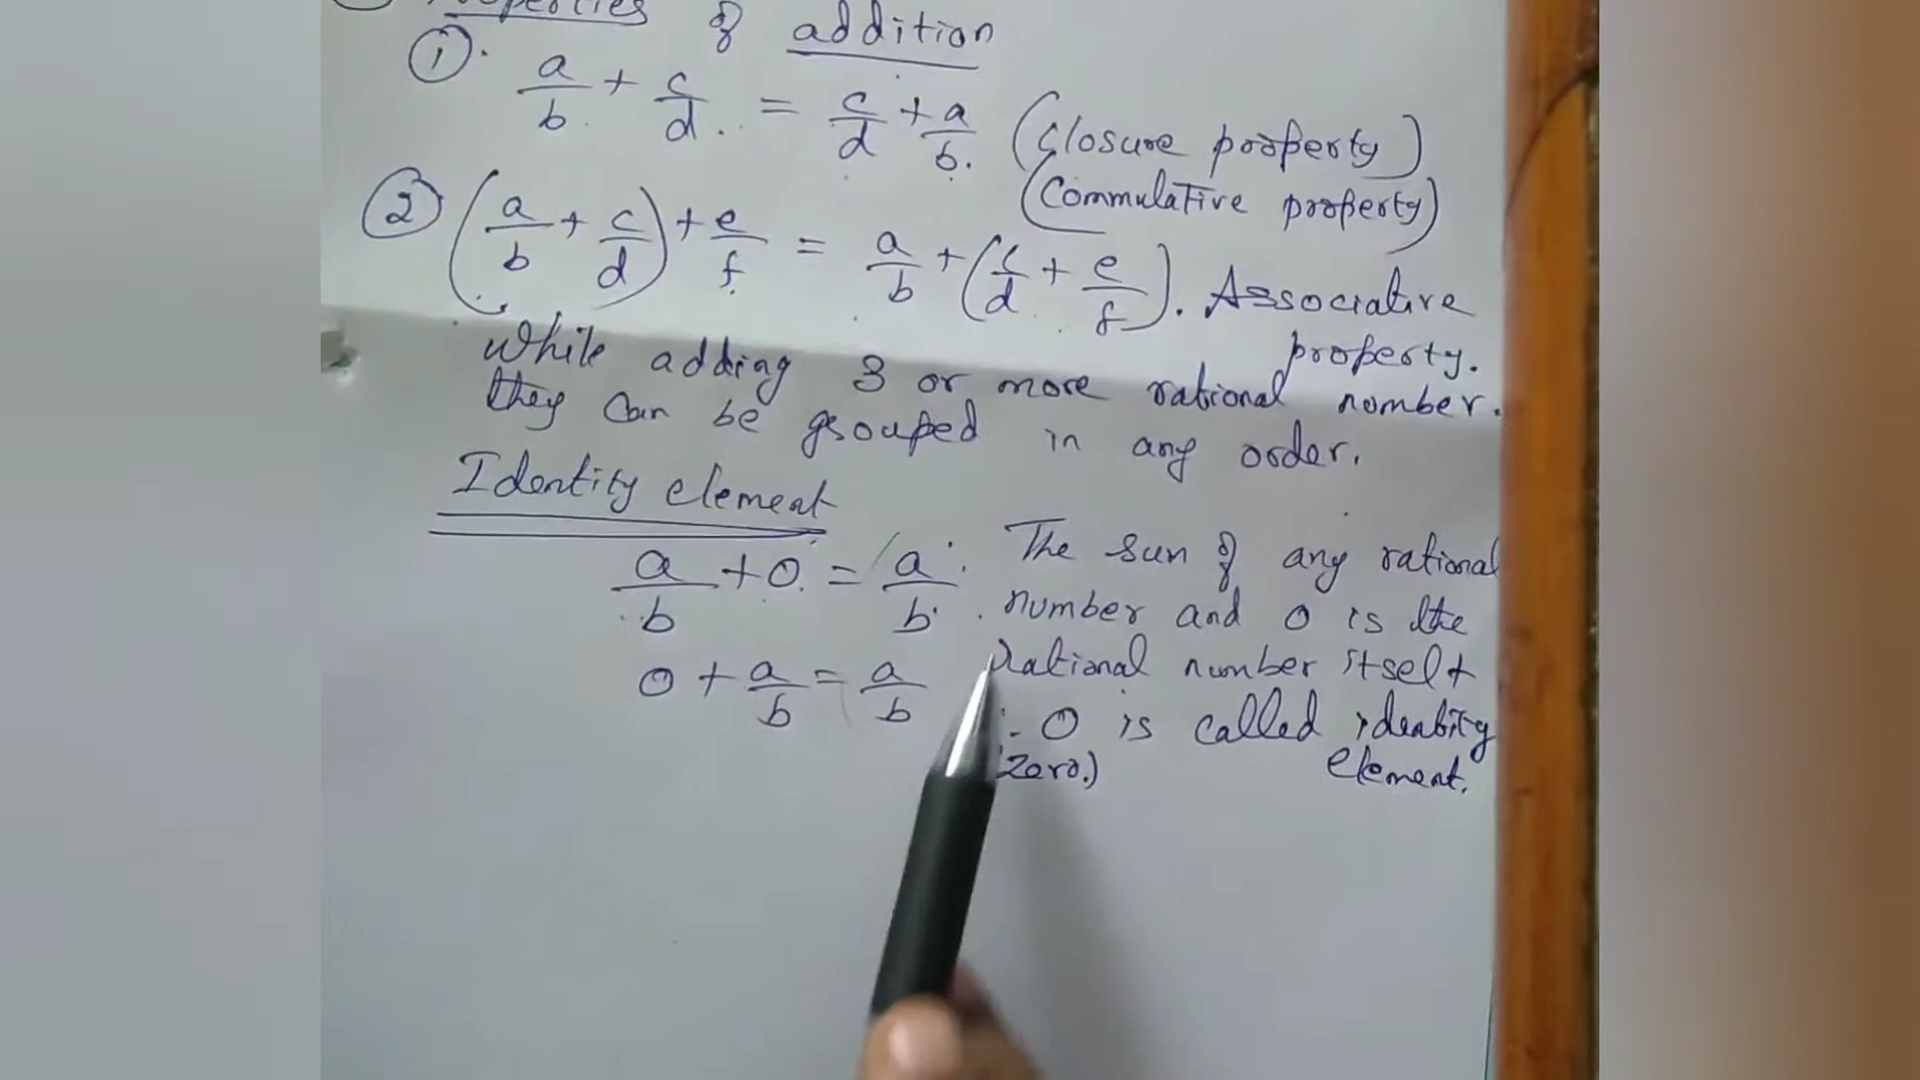 Properties of addition
① a/b + c/d = c/d + a/b. (Closure property)
(Commulative property)
② (a/b + c/d) + e/f = a/b + (c/d + e/f). Associative
property.
While adding 3 or more rational number.
they can be grouped in any order.
Identity element
a/b + 0 = a/b. The sun of any rational
number and 0 is the
0 + a/b = a/b rational number itself
0 is called identity
(Zero.) element.